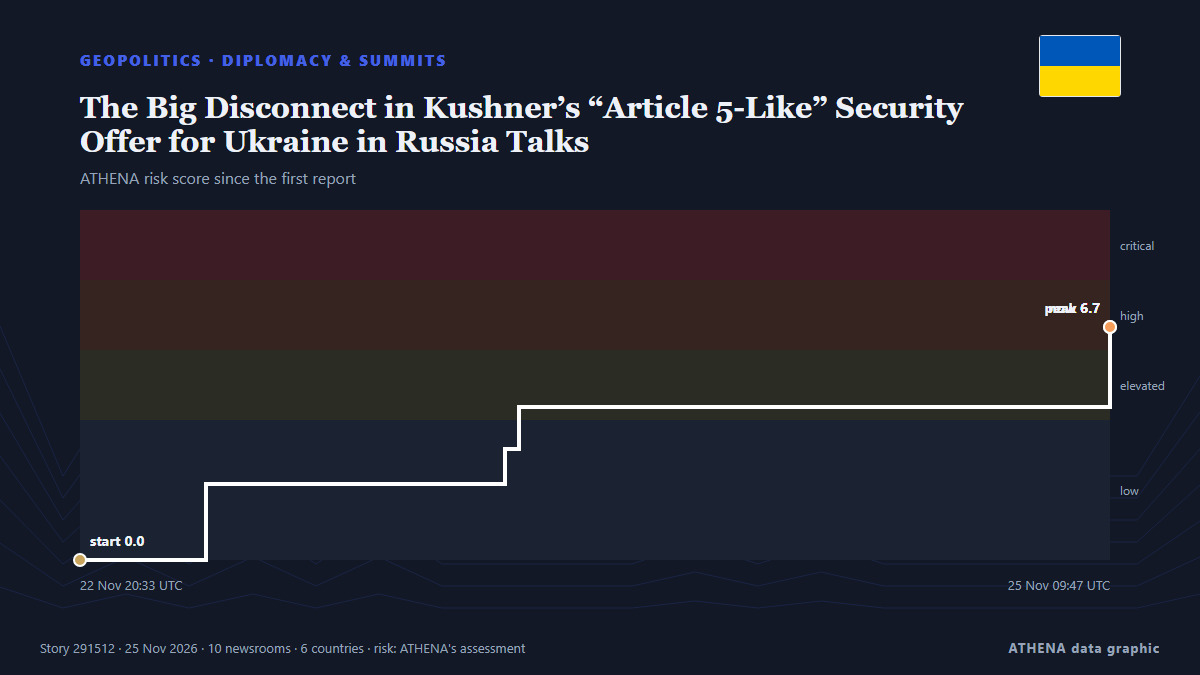 GEOPOLITICS · DIPLOMACY & SUMMITS
The Big Disconnect in Kushner’s “Article 5-Like” Security
Offer for Ukraine in Russia Talks
ATHENA risk score since the first report
critical
peak 6.7
high
elevated
low
start 0.0
22 Nov 20:33 UTC
25 Nov 09:47 UTC
Story 291512 · 25 Nov 2026 · 10 newsrooms · 6 countries · risk: ATHENA's assessment
ATHENA data graphic